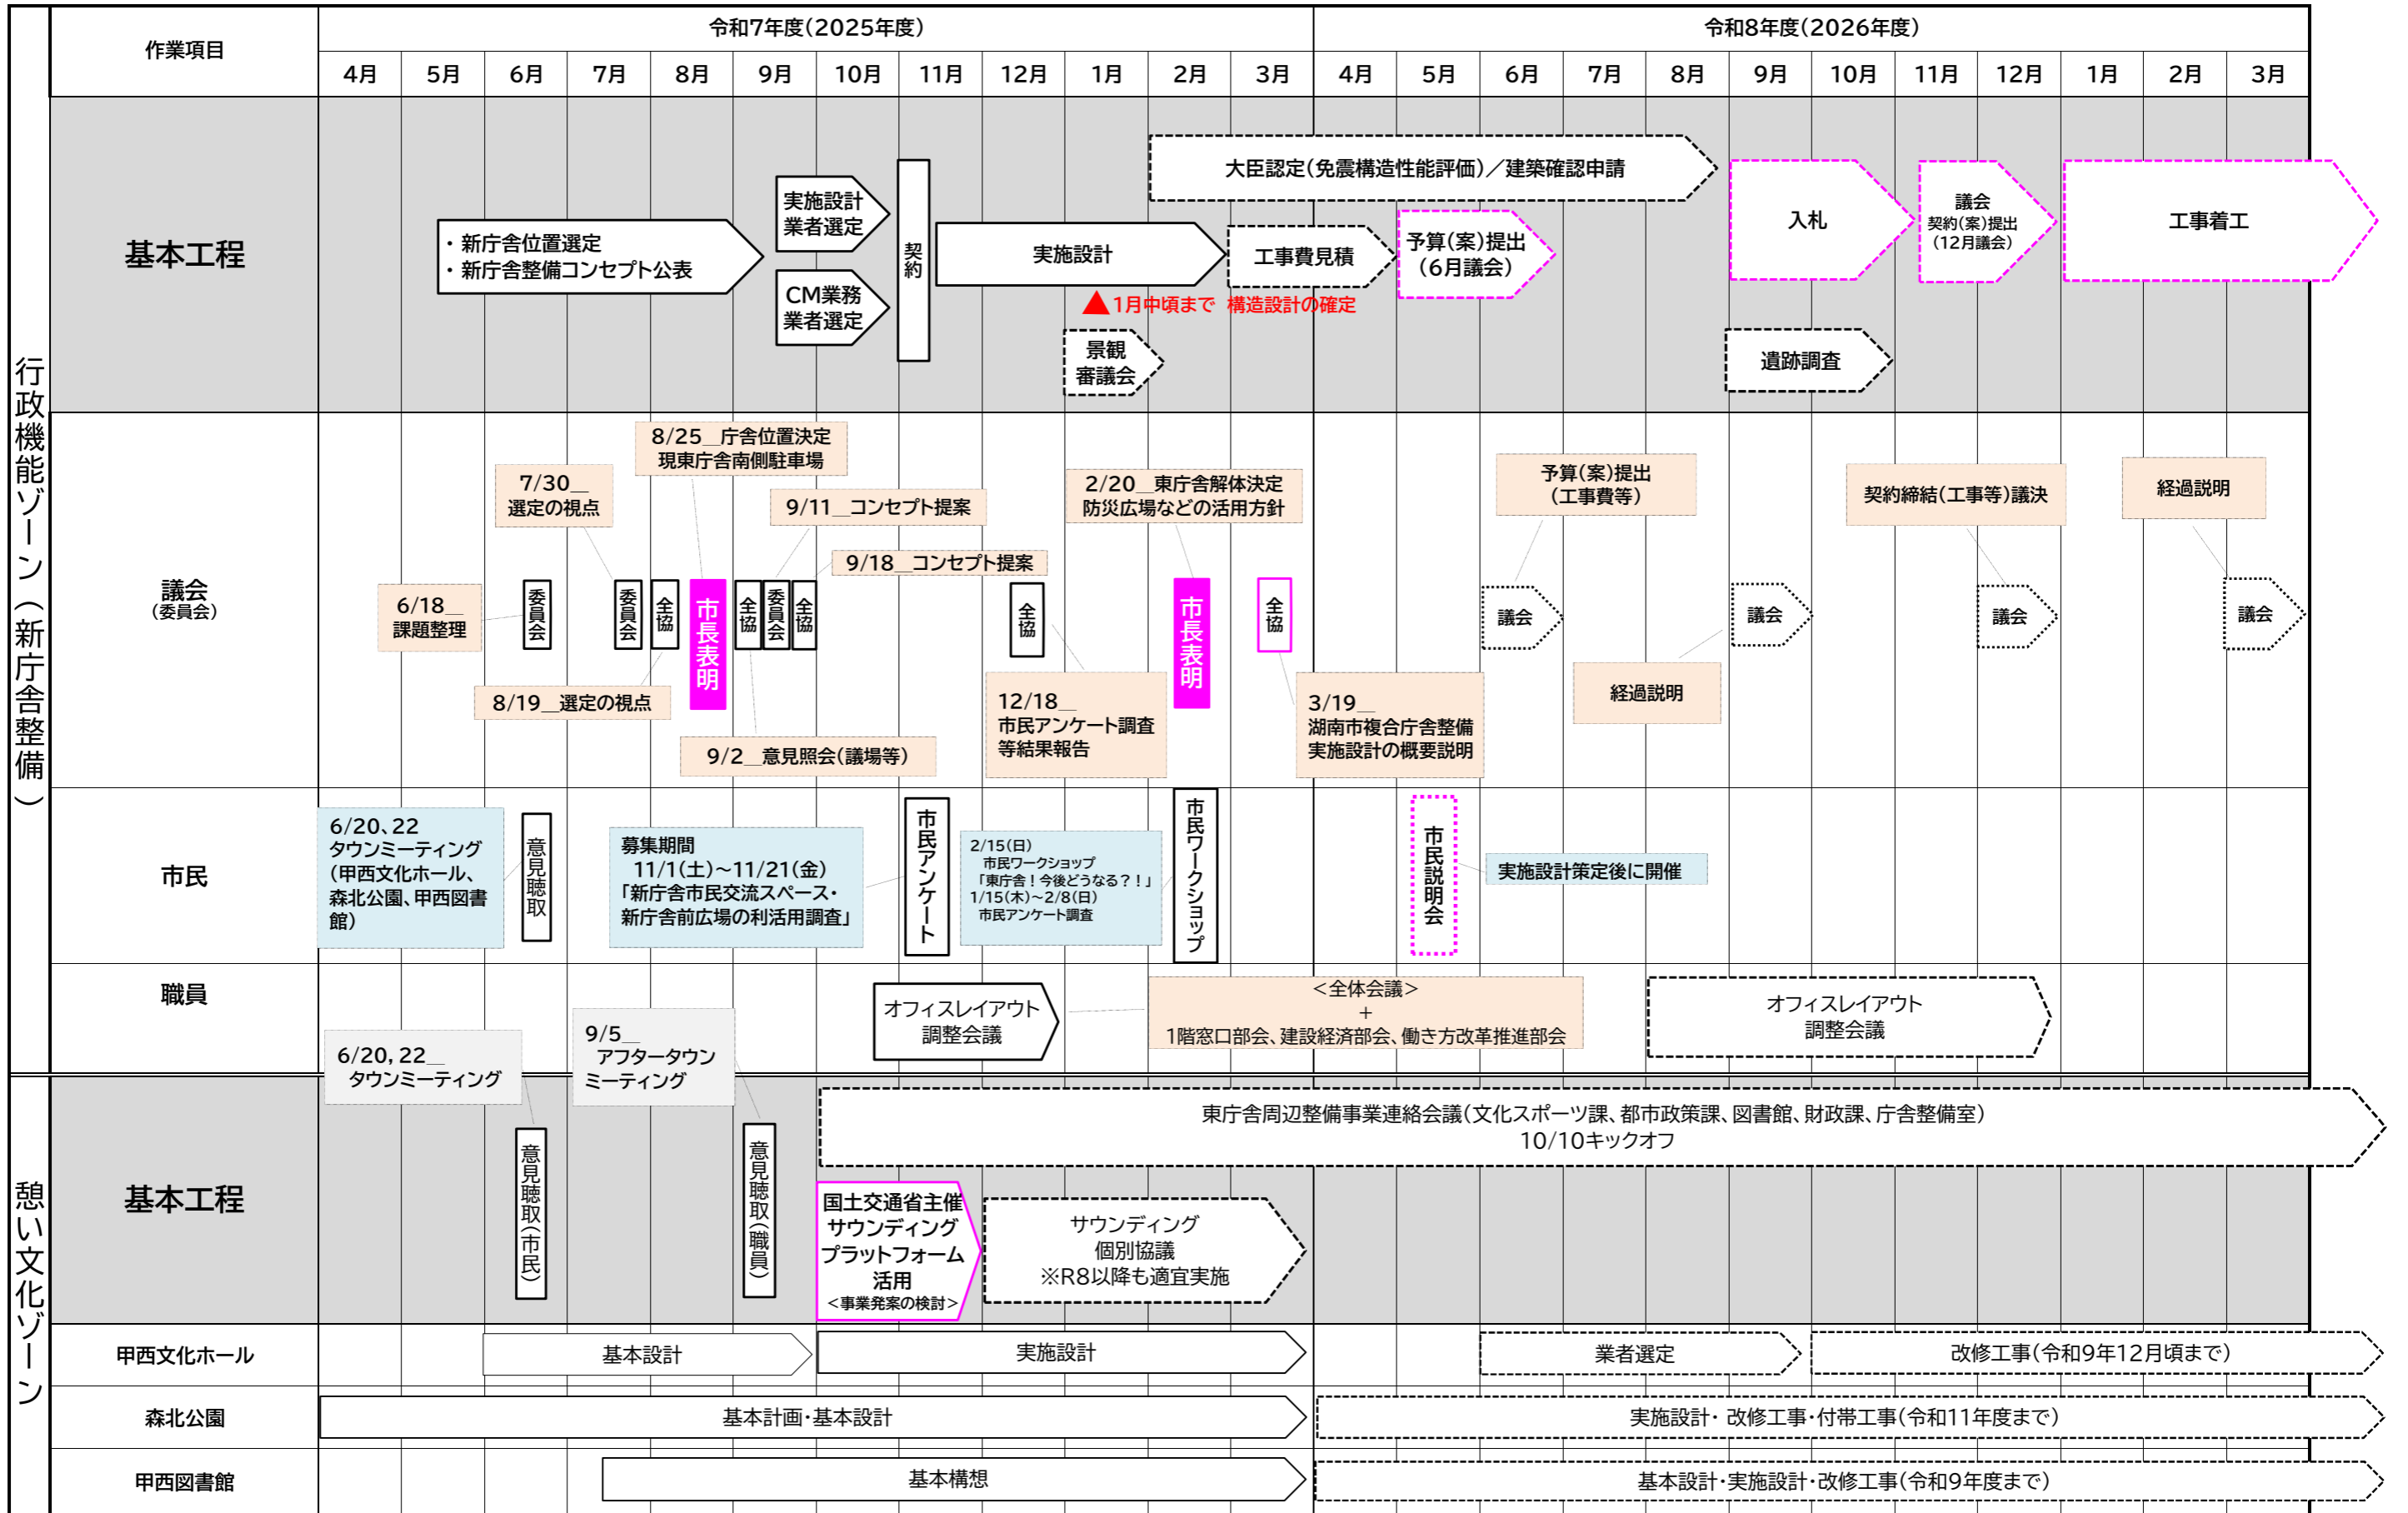 作業項目
令和7年度(2025年度)
令和8年度(2026年度)
4月 5月 6月 7月 8月 9月 10月 11月 12月 1月 2月 3月 4月 5月 6月 7月 8月 9月 10月 11月 12月 1月 2月 3月
行政機能ゾーン(新庁舎整備)
基本工程
・新庁舎位置選定
・新庁舎整備コンセプト公表
実施設計
業者選定
CM業務
業者選定
契約
実施設計
▲1月中頃まで 構造設計の確定
景観
審議会
大臣認定(免震構造性能評価)/建築確認申請
工事費見積
予算(案)提出
(6月議会)
入札
遺跡調査
議会
契約(案)提出
(12月議会)
工事着工
議会
(委員会)
6/18__
課題整理
委員会
7/30__
選定の視点
委員会
8/19__選定の視点
全協
8/25__庁舎位置決定
現東庁舎南側駐車場
市長表明
9/2__意見照会(議場等)
全協
9/11__コンセプト提案
委員会
9/18__コンセプト提案
全協
12/18__
市民アンケート調査
等結果報告
全協
2/20__東庁舎解体決定
防災広場などの活用方針
市長表明
全協
3/19__
湖南市複合庁舎整備
実施設計の概要説明
予算(案)提出
(工事費等)
議会
経過説明
議会
契約締結(工事等)議決
議会
経過説明
議会
市民
6/20、22
タウンミーティング
(甲西文化ホール、
森北公園、甲西図書
館)
意見聴取
募集期間
11/1(土)~11/21(金)
「新庁舎市民交流スペース・
新庁舎前広場の利活用調査」
市民アンケート
2/15(日)
市民ワークショップ
「東庁舎!今後どうなる?!」
1/15(木)~2/8(日)
市民アンケート調査
市民ワークショップ
市民説明会
実施設計策定後に開催
職員
オフィスレイアウト
調整会議
<全体会議>
+
1階窓口部会、建設経済部会、働き方改革推進部会
オフィスレイアウト
調整会議
憩い文化ゾーン
基本工程
6/20,22__
タウンミーティング
意見聴取(市民)
9/5__
アフタータウン
ミーティング
意見聴取(職員)
東庁舎周辺整備事業連絡会議(文化スポーツ課、都市政策課、図書館、財政課、庁舎整備室)
10/10キックオフ
国土交通省主催
サウンディング
プラットフォーム
活用
<事業発案の検討>
サウンディング
個別協議
※R8以降も適宜実施
甲西文化ホール
基本設計
実施設計
業者選定
改修工事(令和9年12月頃まで)
森北公園
基本計画・基本設計
実施設計・ 改修工事・付帯工事(令和11年度まで)
甲西図書館
基本構想
基本設計・実施設計・改修工事(令和9年度まで)